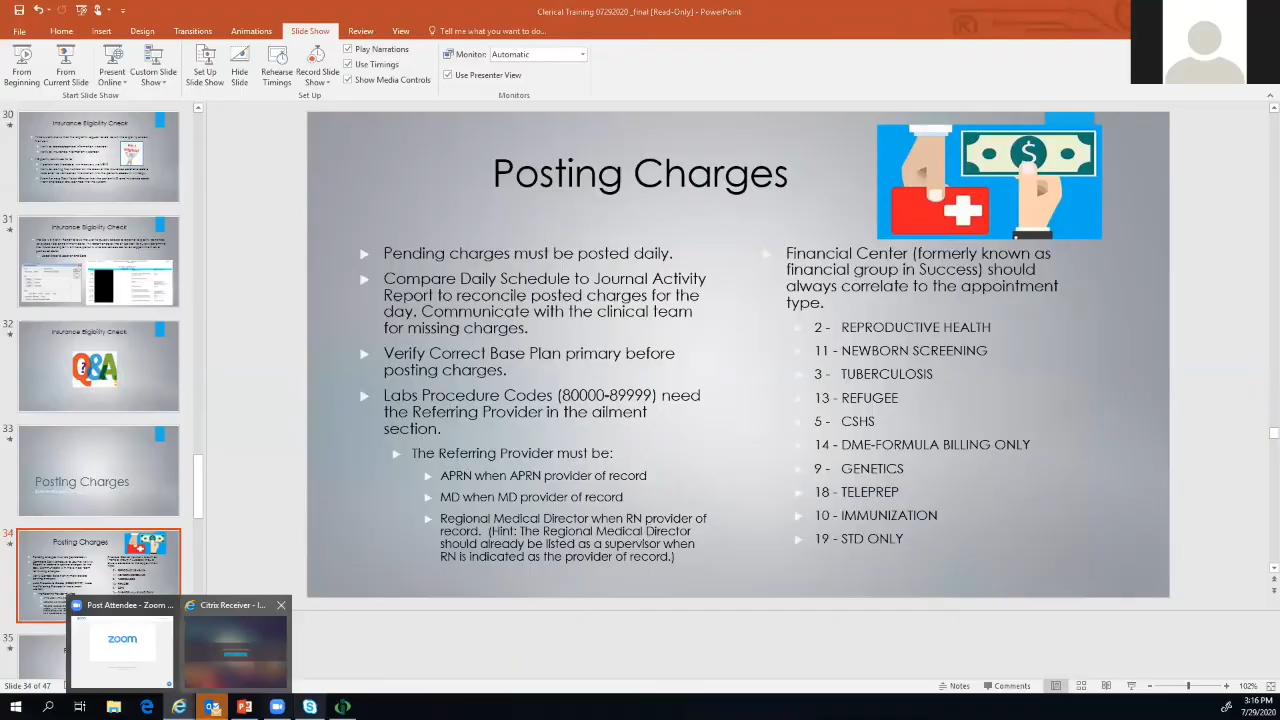 Clerical Training 07292020 _final [Read-Only] - PowerPoint
File Home Insert Design Transitions Animations Slide Show Review View Tell me what you want to do...
From Beginning
From Current Slide
Present Online
Custom Slide Show
Set Up Slide Show
Hide Slide
Rehearse Timings
Record Slide Show
Play Narrations
Use Timings
Show Media Controls
Monitor: Automatic
Use Presenter View
Start Slide Show
Set Up
Monitors
30
Insurance Eligibility Check
31
Insurance Eligibility Check
32
Insurance Eligibility Check
Q&A
33
Posting Charges
34
Posting Charges
35
Posting Charges
Pending charges must be posted daily.
Compare Daily Schedule to Journal Activity
Report to reconcile posted charges for the
day. Communicate with the clinical team
for missing charges.
Verify Correct Base Plan primary before
posting charges.
Labs Procedure Codes (80000-89999) need
the Referring Provider in the ailment
section.
The Referring Provider must be:
APRN when APRN provider of record
MD when MD provider of record
Regional Medical Director when RN provider of
record. (Hint: The Regional Medical Director
should already be listed as a supervisor when
RN is indicated as the provider of record.)
$
Financial Center (formerly known as
financial group in Success) should
always correlate to the appointment
type.
2 - REPRODUCTIVE HEALTH
11 - NEWBORN SCREENING
3 - TUBERCULOSIS
13 - REFUGEE
5 - CSHS
14 - DME-FORMULA BILLING ONLY
9 - GENETICS
18 - TELEPREP
10 - IMMUNIZATION
19 - STD ONLY
Post Attendee - Zoom ...
Citrix Receiver - I...
zoom
Slide 34 of 47
Notes
Comments
102%
3:16 PM
7/29/2020